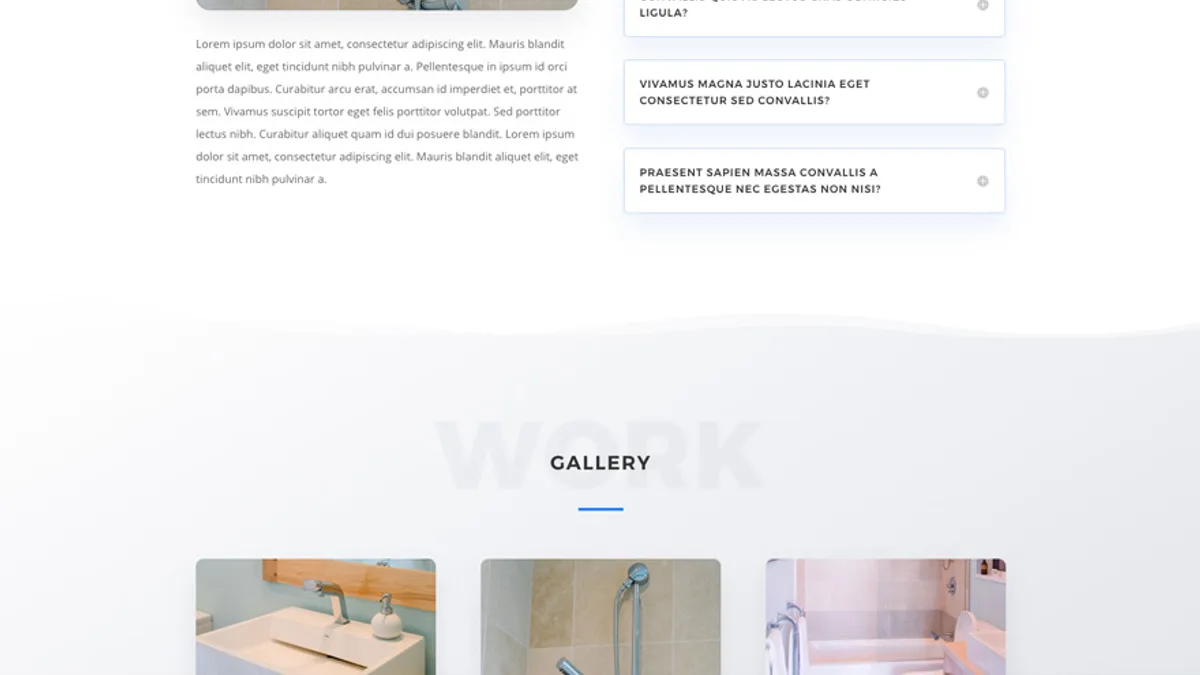 Lorem ipsum dolor sit amet, consectetur adipiscing elit. Mauris blandit
aliquet elit, eget tincidunt nibh pulvinar a. Pellentesque in ipsum id orci
porta dapibus. Curabitur arcu erat, accumsan id imperdiet et, porttitor at
sem. Vivamus suscipit tortor eget felis porttitor volutpat. Sed porttitor
lectus nibh. Curabitur aliquet quam id dui posuere blandit. Lorem ipsum
dolor sit amet, consectetur adipiscing elit. Mauris blandit aliquet elit, eget
tincidunt nibh pulvinar a.
LIGULA?
VIVAMUS MAGNA JUSTO LACINIA EGET
CONSECTETUR SED CONVALLIS?
PRAESENT SAPIEN MASSA CONVALLIS A
PELLENTESQUE NEC EGESTAS NON NISI?
WORK
GALLERY